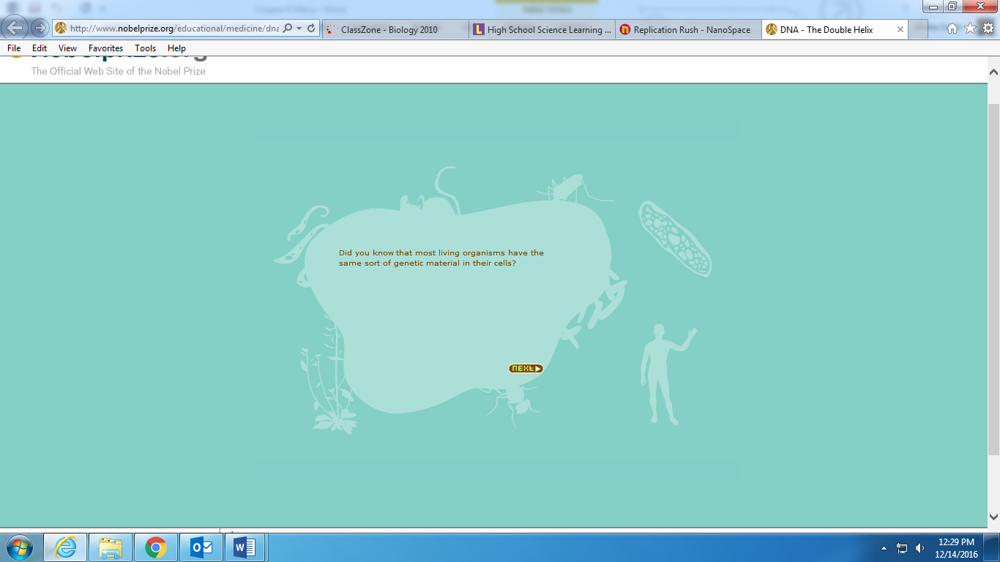 http://www.nobelprize.org/educational/medicine/dna
ClassZone - Biology 2010
High School Science Learning ...
Replication Rush - NanoSpace
DNA - The Double Helix
File Edit View Favorites Tools Help
The Official Web Site of the Nobel Prize
Did you know that most living organisms have the
same sort of genetic material in their cells?
NEXT
12:29 PM
12/14/2016